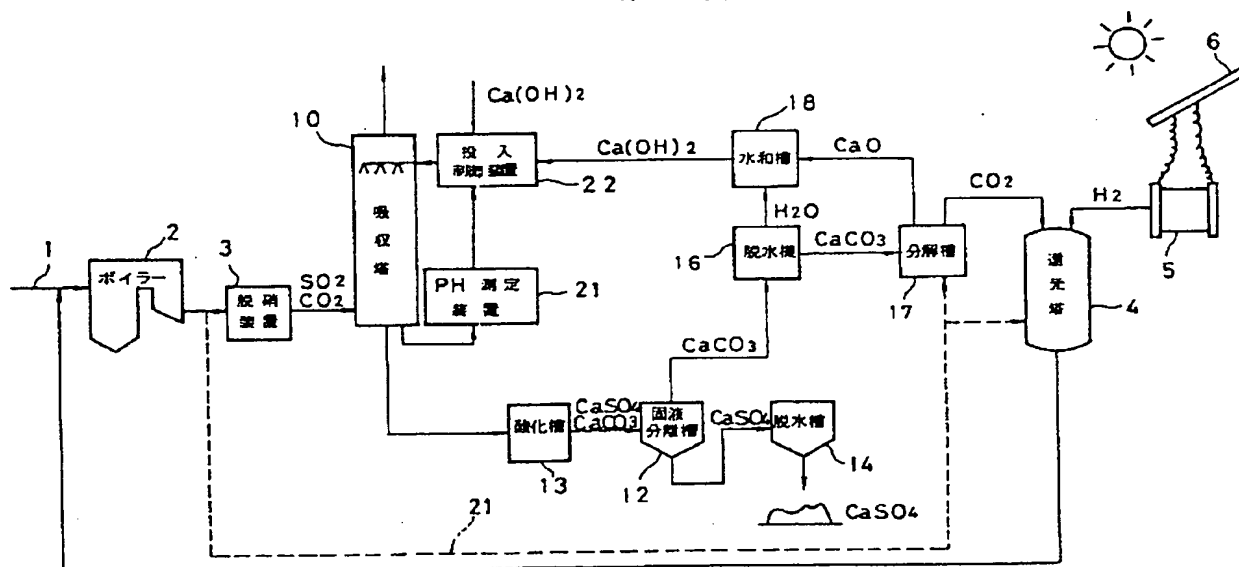 6
Ca(OH)2
10
投入
制御装置
22
Ca(OH)2
18
水和槽
CaO
CO2
H2
5
1
2
ボイラー
3
脱硝
装置
SO2
CO2
吸収塔
PH 測定
装置
21
H2O
16
脱水機
CaCO3
分解槽
17
還元塔
4
CaCO3
酸化槽
13
CaSO4
CaCO3
固液
分離槽
12
CaSO4
脱水槽
14
CaSO4
21